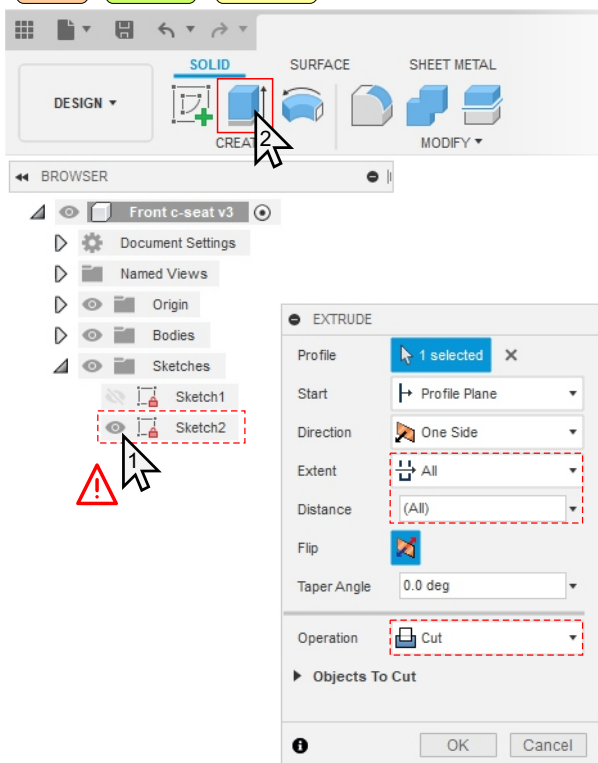 SOLID
SURFACE
SHEET METAL
DESIGN
2
MODIFY
BROWSER
Front c-seat v3
Document Settings
Named Views
Origin
Bodies
Sketches
Sketch1
Sketch2
1
EXTRUDE
Profile 1 selected
Start Profile Plane
Direction One Side
Extent All
Distance (All)
Flip
Taper Angle 0.0 deg
Operation Cut
Objects To Cut
OK Cancel